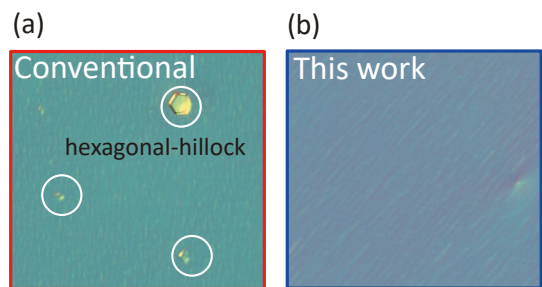 (a)
(b)
Conventional
This work
hexagonal-hillock